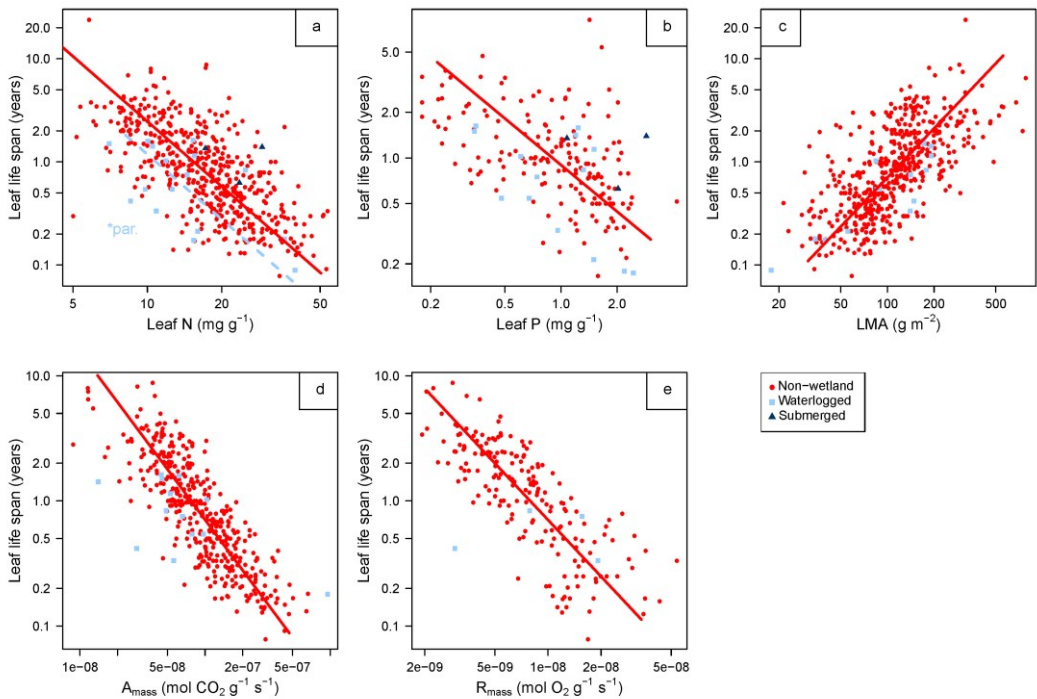 a
20.0
10.0
5.0
2.0
1.0
0.5
0.2
0.1
Leaf life span (years)
*par.
5
10
20
50
Leaf N (mg g⁻¹)
b
5.0
2.0
1.0
0.5
0.2
Leaf life span (years)
0.2
0.5
1.0
2.0
Leaf P (mg g⁻¹)
c
20.0
10.0
5.0
2.0
1.0
0.5
0.2
0.1
Leaf life span (years)
20
50
100
200
500
LMA (g m⁻²)
d
10.0
5.0
2.0
1.0
0.5
0.2
0.1
Leaf life span (years)
1e−08
5e−08
2e−07
5e−07
Amass (mol CO₂ g⁻¹ s⁻¹)
e
10.0
5.0
2.0
1.0
0.5
0.2
0.1
Leaf life span (years)
2e−09
5e−09
1e−08
2e−08
5e−08
Rmass (mol O₂ g⁻¹ s⁻¹)
Non−wetland
Waterlogged
Submerged